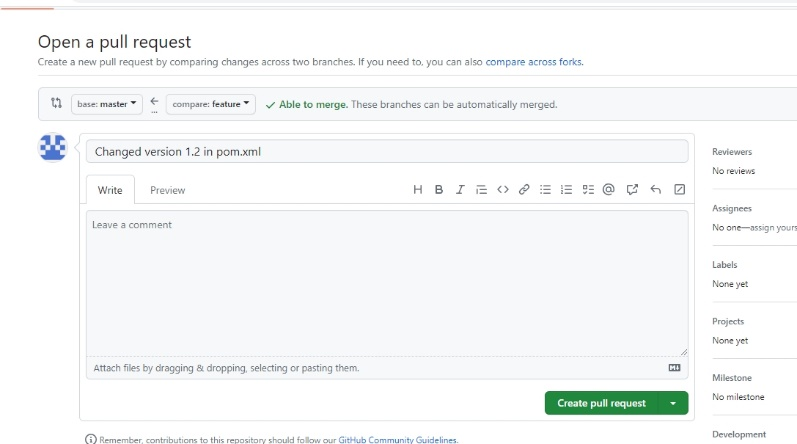 Open a pull request
Create a new pull request by comparing changes across two branches. If you need to, you can also compare across forks.
base: master
...
compare: feature
Able to merge. These branches can be automatically merged.
Changed version 1.2 in pom.xml
Write
Preview
H B I
Leave a comment
Attach files by dragging & dropping, selecting or pasting them.
Create pull request
Remember, contributions to this repository should follow our GitHub Community Guidelines.
Reviewers
No reviews
Assignees
No one—assign yours
Labels
None yet
Projects
None yet
Milestone
No milestone
Development